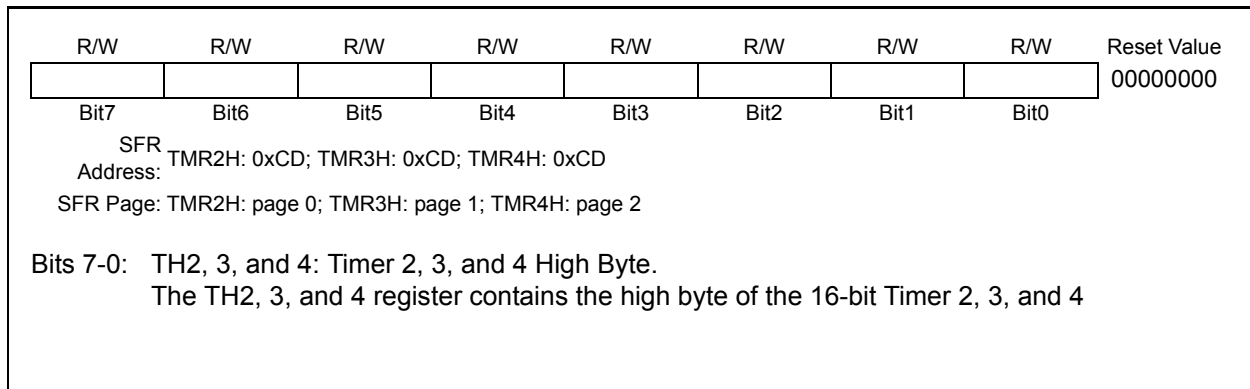 R/W R/W R/W R/W R/W R/W R/W R/W Reset Value
00000000
Bit7 Bit6 Bit5 Bit4 Bit3 Bit2 Bit1 Bit0
SFR Address: TMR2H: 0xCD; TMR3H: 0xCD; TMR4H: 0xCD
SFR Page: TMR2H: page 0; TMR3H: page 1; TMR4H: page 2
Bits 7-0: TH2, 3, and 4: Timer 2, 3, and 4 High Byte.
The TH2, 3, and 4 register contains the high byte of the 16-bit Timer 2, 3, and 4